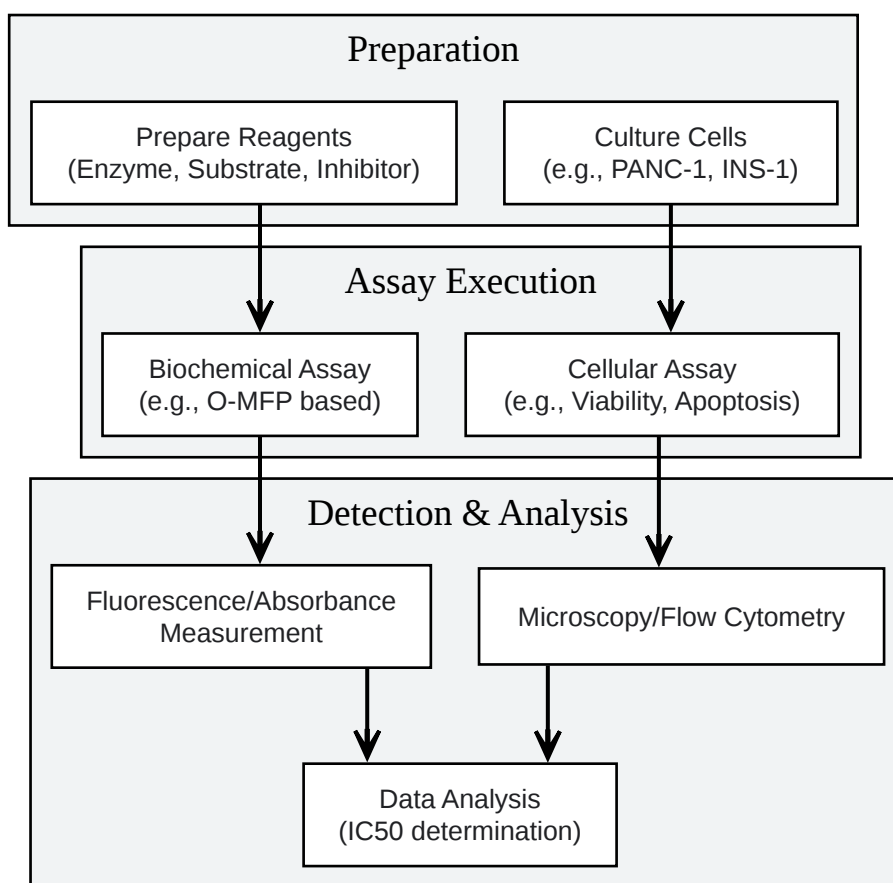 Preparation
Prepare Reagents
(Enzyme, Substrate, Inhibitor)
Culture Cells
(e.g., PANC-1, INS-1)
Assay Execution
Biochemical Assay
(e.g., O-MFP based)
Cellular Assay
(e.g., Viability, Apoptosis)
Detection & Analysis
Fluorescence/Absorbance
Measurement
Microscopy/Flow Cytometry
Data Analysis
(IC50 determination)